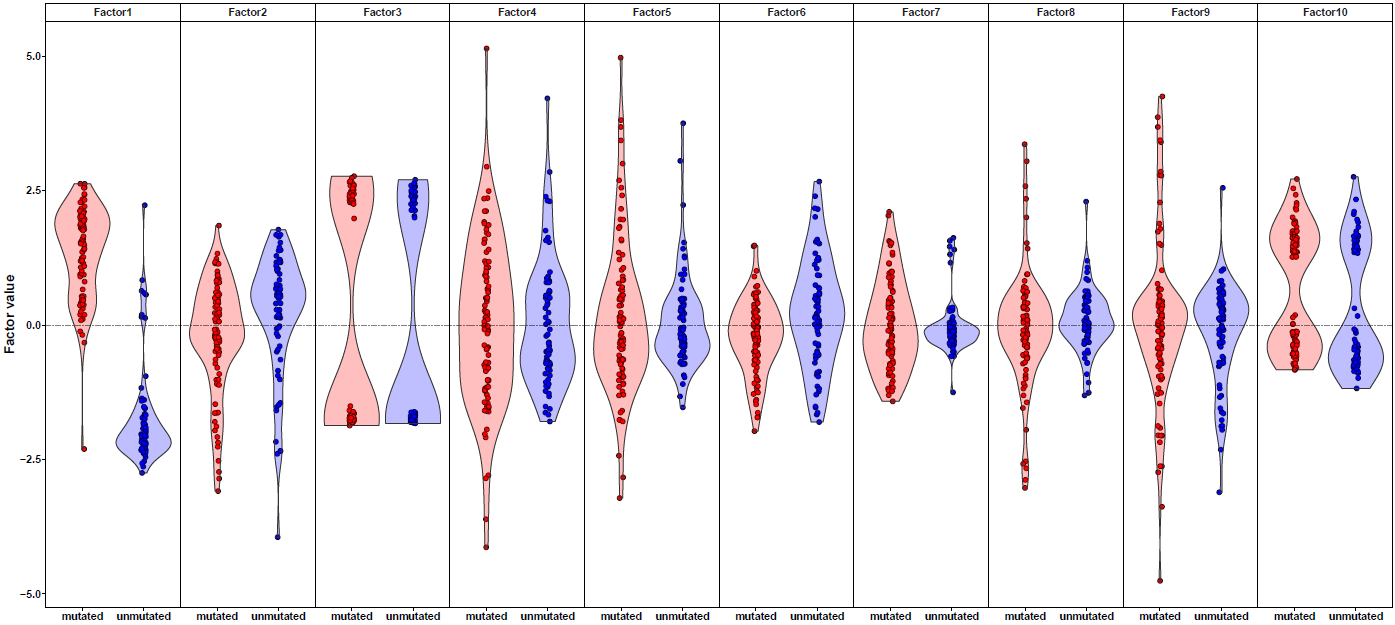 Factor1 Factor2 Factor3 Factor4 Factor5 Factor6 Factor7 Factor8 Factor9 Factor10
5.0
2.5
0.0
−2.5
−5.0
Factor value
mutated unmutated mutated unmutated mutated unmutated mutated unmutated mutated unmutated mutated unmutated mutated unmutated mutated unmutated mutated unmutated mutated unmutated